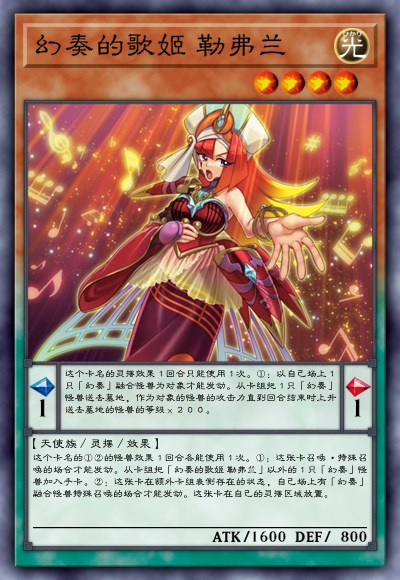 幻奏的歌姬 勒弗兰
光
这个卡名的灵摆效果1回合只能使用1次。①：以自己场上1
只「幻奏」融合怪兽为对象才能发动。从卡组把1只「幻奏」
怪兽送去墓地，作为对象的怪兽的攻击力直到回合结束时上升
送去墓地的怪兽的等级×200。
1
1
【天使族／灵摆／效果】
这个卡名的①②的怪兽效果1回合各能使用1次。①：这张卡召唤·特殊召
唤的场合才能发动。从卡组把「幻奏的歌姬 勒弗兰」以外的1只「幻奏」怪
兽加入手卡。②：这张卡在额外卡组表侧存在的状态，自己场上有「幻奏」
融合怪兽特殊召唤的场合才能发动。这张卡在自己的灵摆区域放置。
ATK/1600 DEF/ 800